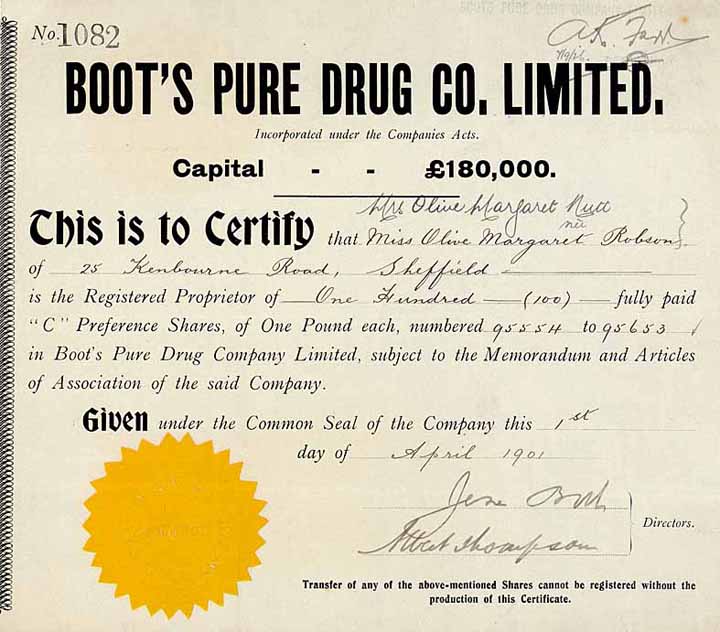 No. 1082
BOOT'S PURE DRUG CO. LIMITED.
Incorporated under the Companies Acts.
Capital - - £180,000.
Mrs Olive Margaret Nutt
née
This is to Certify that Miss Olive Margaret Robson
of 25 Kenbourne Road, Sheffield
is the Registered Proprietor of One Hundred (100) fully paid
"C" Preference Shares, of One Pound each, numbered 95554 to 95653
in Boot's Pure Drug Company Limited, subject to the Memorandum and Articles
of Association of the said Company.
Given under the Common Seal of the Company this 1st
day of April 1901
Jesse Boot
Albert Thompson
Directors.
Transfer of any of the above-mentioned Shares cannot be registered without the
production of this Certificate.